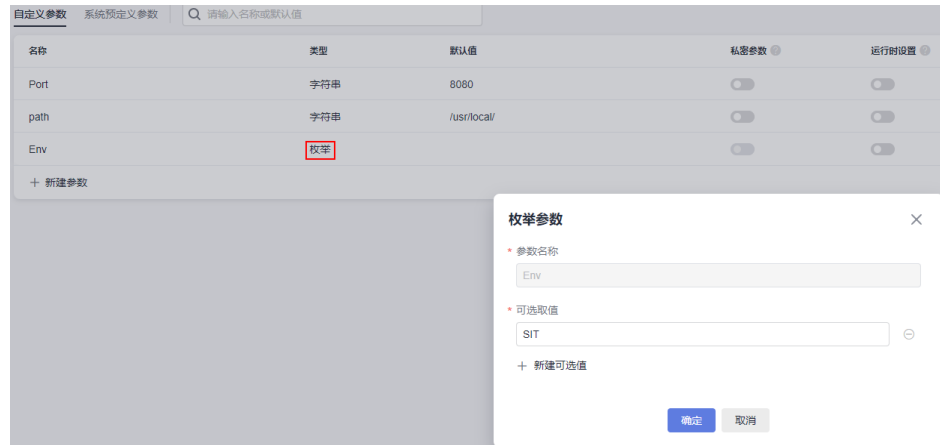 自定义参数 系统预定义参数 请输入名称或默认值
名称 类型 默认值 私密参数 运行时设置
Port 字符串 8080
path 字符串 /usr/local/
Env 枚举
+ 新建参数
枚举参数
* 参数名称
Env
* 可选取值
SIT
+ 新建可选值
确定 取消